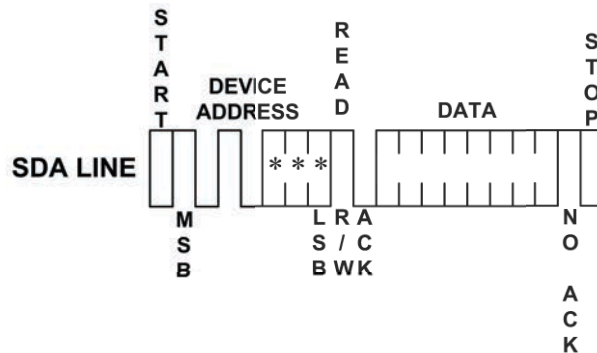 START
DEVICE
ADDRESS
READ
DATA
STOP
SDA LINE
* * *
MSB
LSB
R/W
ACK
NO ACK